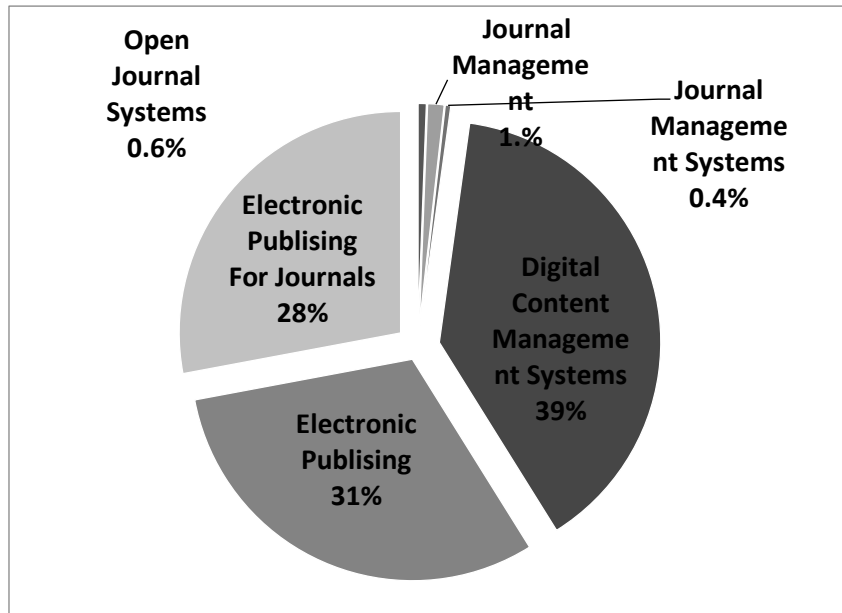 Open
Journal
Systems
0.6%
Journal
Manageme
nt
1.%
Journal
Manageme
nt Systems
0.4%
Electronic
Publising
For Journals
28%
Digital
Content
Manageme
nt Systems
39%
Electronic
Publising
31%